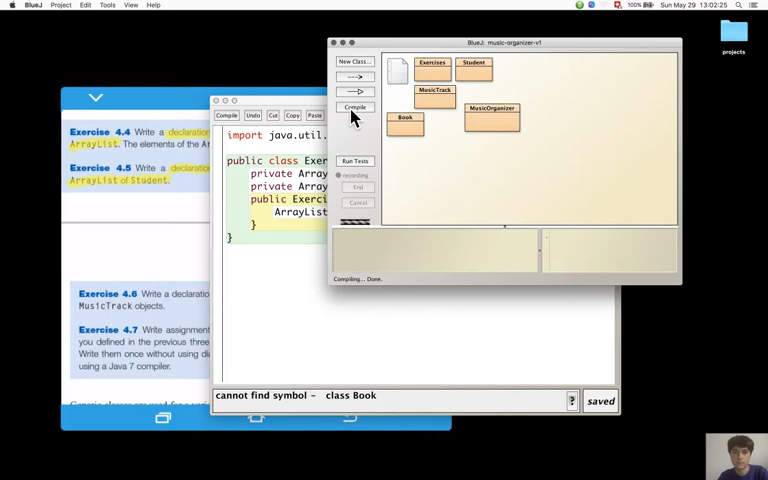 BlueJ Project Edit Tools View Help
100% Sun May 29 13:02:25
projects
BlueJ: music-organizer-v1
New Class...
--->
Compile
Run Tests
recording
End
Cancel
Exercises
Student
MusicTrack
MusicOrganizer
Book
Compiling... Done.
Exercise 4.4 Write a declaration
ArrayList. The elements of the Ar
Exercise 4.5 Write a declaration
ArrayList of Student.
Exercise 4.6 Write a declaratio
MusicTrack objects.
Exercise 4.7 Write assignment
you defined in the previous three
Write them once without using dia
using a Java 7 compiler.
Compile Undo Cut Copy Paste
import java.util.
public class Exer
private Array
private Array
public Exerci
ArrayList
}
}
cannot find symbol - class Book
?
saved